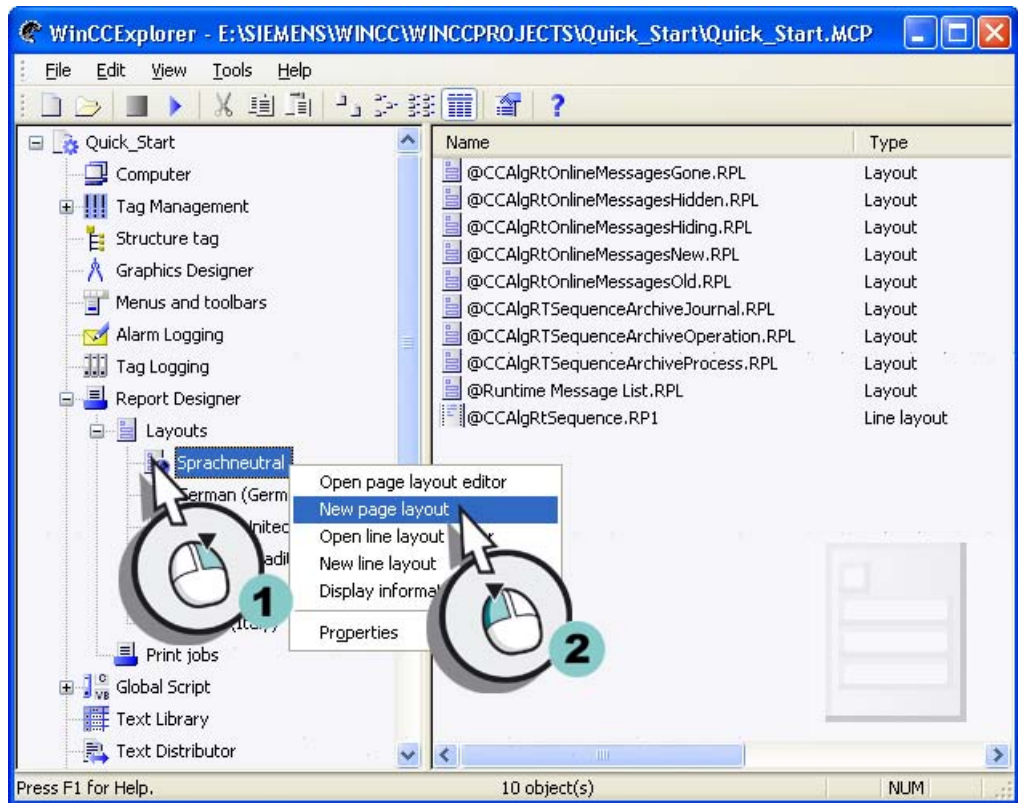 WinCCExplorer - E:\SIEMENS\WINCC\WINCCPROJECTS\Quick_Start\Quick_Start.MCP
File Edit View Tools Help
Quick_Start
Computer
Tag Management
Structure tag
Graphics Designer
Menus and toolbars
Alarm Logging
Tag Logging
Report Designer
Layouts
Sprachneutral
German (Germ
Print jobs
Global Script
Text Library
Text Distributor
Name Type
@CCAlgRtOnlineMessagesGone.RPL Layout
@CCAlgRtOnlineMessagesHidden.RPL Layout
@CCAlgRtOnlineMessagesHiding.RPL Layout
@CCAlgRtOnlineMessagesNew.RPL Layout
@CCAlgRtOnlineMessagesOld.RPL Layout
@CCAlgRTSequenceArchiveJournal.RPL Layout
@CCAlgRTSequenceArchiveOperation.RPL Layout
@CCAlgRTSequenceArchiveProcess.RPL Layout
@Runtime Message List.RPL Layout
@CCAlgRtSequence.RP1 Line layout
Open page layout editor
New page layout
Open line layout
New line layout
Display informa
Properties
1
2
Press F1 for Help. 10 object(s) NUM